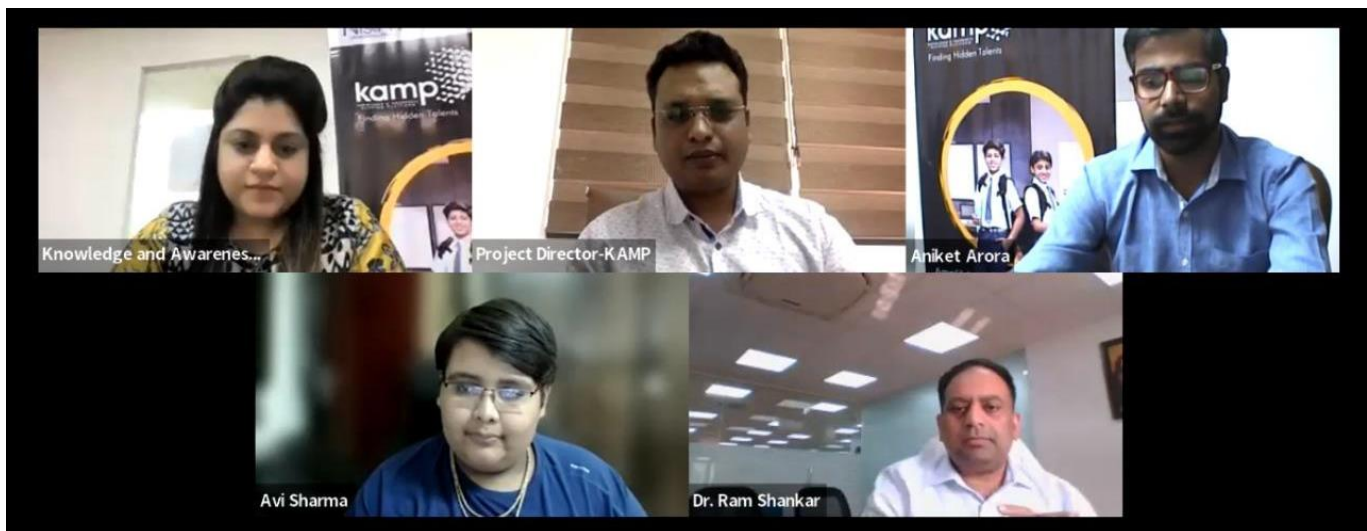 kamp
Finding Hidden Talents
Knowledge and Awarenes...
Project Director-KAMP
kamp
Finding Hidden Talents
Aniket Arora
Avi Sharma
Dr. Ram Shankar